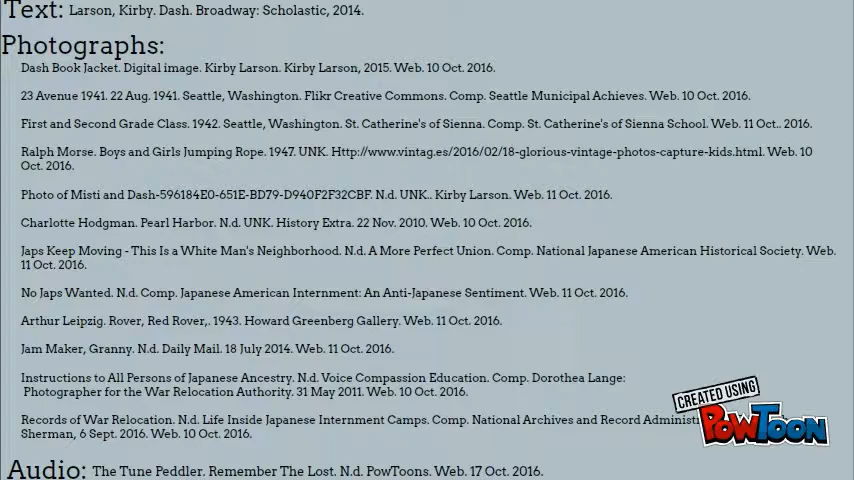 Text: Larson, Kirby. Dash. Broadway: Scholastic, 2014.
Photographs:
Dash Book Jacket. Digital image. Kirby Larson. Kirby Larson, 2015. Web. 10 Oct. 2016.
23 Avenue 1941. 22 Aug. 1941. Seattle, Washington. Flikr Creative Commons. Comp. Seattle Municipal Achieves. Web. 10 Oct. 2016.
First and Second Grade Class. 1942. Seattle, Washington. St. Catherine's of Sienna. Comp. St. Catherine's of Sienna School. Web. 11 Oct.. 2016.
Ralph Morse. Boys and Girls Jumping Rope. 1947. UNK. Http://www.vintag.es/2016/02/18-glorious-vintage-photos-capture-kids.html. Web. 10
Oct. 2016.
Photo of Misti and Dash-596184E0-651E-BD79-D940F2F32CBF. N.d. UNK.. Kirby Larson. Web. 11 Oct. 2016.
Charlotte Hodgman. Pearl Harbor. N.d. UNK. History Extra. 22 Nov. 2010. Web. 10 Oct. 2016.
Japs Keep Moving - This Is a White Man's Neighborhood. N.d. A More Perfect Union. Comp. National Japanese American Historical Society. Web.
11 Oct. 2016.
No Japs Wanted. N.d. Comp. Japanese American Internment: An Anti-Japanese Sentiment. Web. 11 Oct. 2016.
Arthur Leipzig. Rover, Red Rover,. 1943. Howard Greenberg Gallery. Web. 11 Oct. 2016.
Jam Maker, Granny. N.d. Daily Mail. 18 July 2014. Web. 11 Oct. 2016.
Instructions to All Persons of Japanese Ancestry. N.d. Voice Compassion Education. Comp. Dorothea Lange:
Photographer for the War Relocation Authority. 31 May 2011. Web. 10 Oct. 2016.
Records of War Relocation. N.d. Life Inside Japanese Internment Camps. Comp. National Archives and Record
Sherman, 6 Sept. 2016. Web. 10 Oct. 2016.
CREATED USING
POWTOON
Audio: The Tune Peddler. Remember The Lost. N.d. PowToons. Web. 17 Oct. 2016.